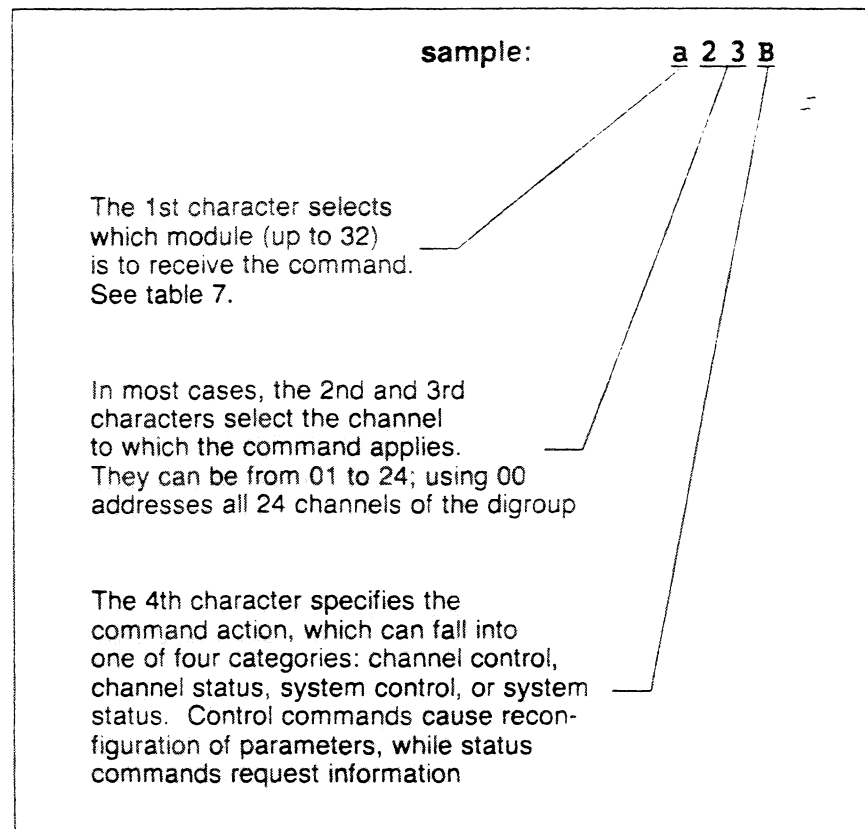 sample: a 2 3 B
The 1st character selects
which module (up to 32)
is to receive the command.
See table 7.
In most cases, the 2nd and 3rd
characters select the channel
to which the command applies.
They can be from 01 to 24; using 00
addresses all 24 channels of the digroup
The 4th character specifies the
command action, which can fall into
one of four categories: channel control,
channel status, system control, or system
status. Control commands cause recon-
figuration of parameters, while status
commands request information